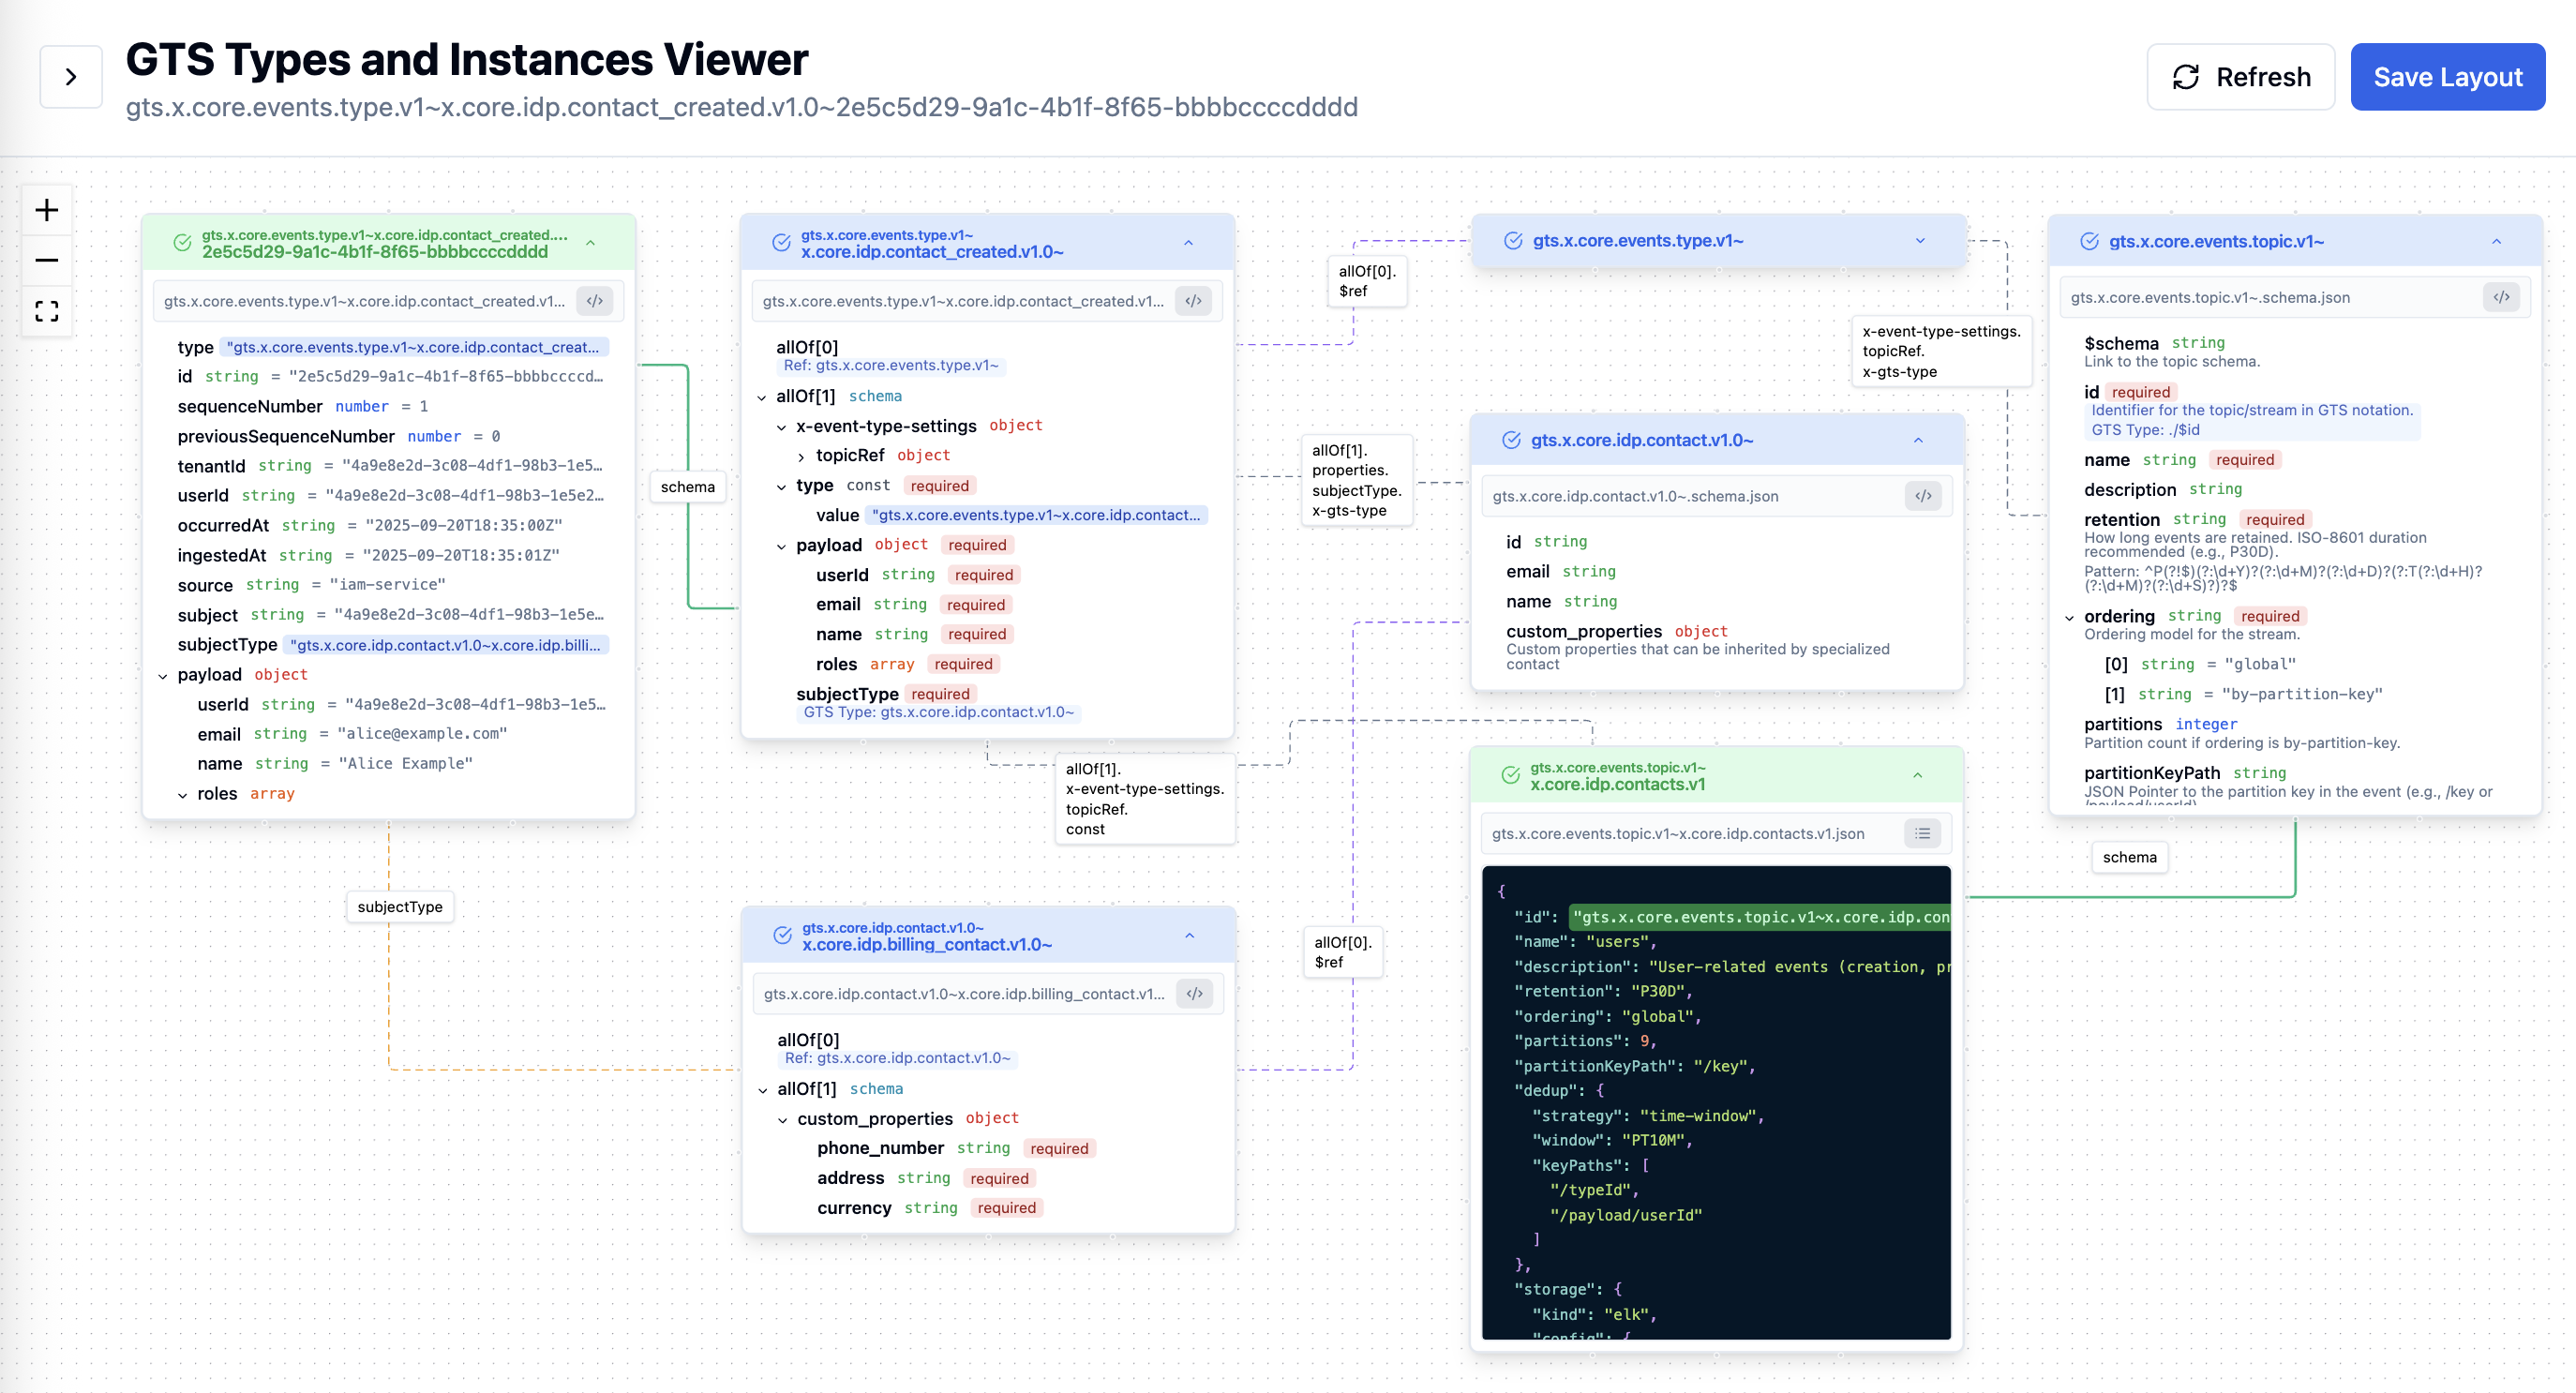 GTS Types and Instances Viewer
gts.x.core.events.type.v1~x.core.idp.contact_created.v1.0~2e5c5d29-9a1c-4b1f-8f65-bbbbccccdddd
Refresh
Save Layout
gts.x.core.events.type.v1~x.core.idp.contact_created....
2e5c5d29-9a1c-4b1f-8f65-bbbbccccdddd
gts.x.core.events.type.v1~x.core.idp.contact_created.v1...
type "gts.x.core.events.type.v1~x.core.idp.contact_creat...
id string = "2e5c5d29-9a1c-4b1f-8f65-bbbbccccd...
sequenceNumber number = 1
previousSequenceNumber number = 0
tenantId string = "4a9e8e2d-3c08-4df1-98b3-1e5...
userId string = "4a9e8e2d-3c08-4df1-98b3-1e5e2...
occurredAt string = "2025-09-20T18:35:00Z"
ingestedAt string = "2025-09-20T18:35:01Z"
source string = "iam-service"
subject string = "4a9e8e2d-3c08-4df1-98b3-1e5e...
subjectType "gts.x.core.idp.contact.v1.0~x.core.idp.billi...
payload object
userId string = "4a9e8e2d-3c08-4df1-98b3-1e5...
email string = "alice@example.com"
name string = "Alice Example"
roles array
schema
subjectType
gts.x.core.events.type.v1~
x.core.idp.contact_created.v1.0~
gts.x.core.events.type.v1~x.core.idp.contact_created.v1... </>
allOf[0]
Ref: gts.x.core.events.type.v1~
allOf[1] schema
x-event-type-settings object
topicRef object
type const required
value "gts.x.core.events.type.v1~x.core.idp.contact...
payload object required
userId string required
email string required
name string required
roles array required
subjectType required
GTS Type: gts.x.core.idp.contact.v1.0~
allOf[1].
x-event-type-settings.
topicRef.
const
gts.x.core.idp.contact.v1.0~
x.core.idp.billing_contact.v1.0~
gts.x.core.idp.contact.v1.0~x.core.idp.billing_contact.v1... </>
allOf[0]
Ref: gts.x.core.idp.contact.v1.0~
allOf[1] schema
custom_properties object
phone_number string required
address string required
currency string required
allOf[0].
$ref
allOf[1].
properties.
subjectType.
x-gts-type
allOf[0].
$ref
gts.x.core.events.type.v1~
gts.x.core.idp.contact.v1.0~
gts.x.core.idp.contact.v1.0~.schema.json </>
id string
email string
name string
custom_properties object
Custom properties that can be inherited by specialized
contact
gts.x.core.events.topic.v1~
x.core.idp.contacts.v1
gts.x.core.events.topic.v1~x.core.idp.contacts.v1.json
{
"id": "gts.x.core.events.topic.v1~x.core.idp.con
"name": "users",
"description": "User-related events (creation, pr
"retention": "P30D",
"ordering": "global",
"partitions": 9,
"partitionKeyPath": "/key",
"dedup": {
"strategy": "time-window",
"window": "PT10M",
"keyPaths": [
"/typeId",
"/payload/userId"
]
},
"storage": {
"kind": "elk",
"config": {
x-event-type-settings.
topicRef.
x-gts-type
gts.x.core.events.topic.v1~
gts.x.core.events.topic.v1~.schema.json </>
$schema string
Link to the topic schema.
id required
Identifier for the topic/stream in GTS notation.
GTS Type: ./$id
name string required
description string
retention string required
How long events are retained. ISO-8601 duration
recommended (e.g., P30D).
Pattern: ^P(?!$)(?:\d+Y)?(?:\d+M)?(?:\d+D)?(?:T(?:\d+H)?
(?:\d+M)?(?:\d+S)?)?$
ordering string required
Ordering model for the stream.
[0] string = "global"
[1] string = "by-partition-key"
partitions integer
Partition count if ordering is by-partition-key.
partitionKeyPath string
JSON Pointer to the partition key in the event (e.g., /key or
/payload/userId)
schema